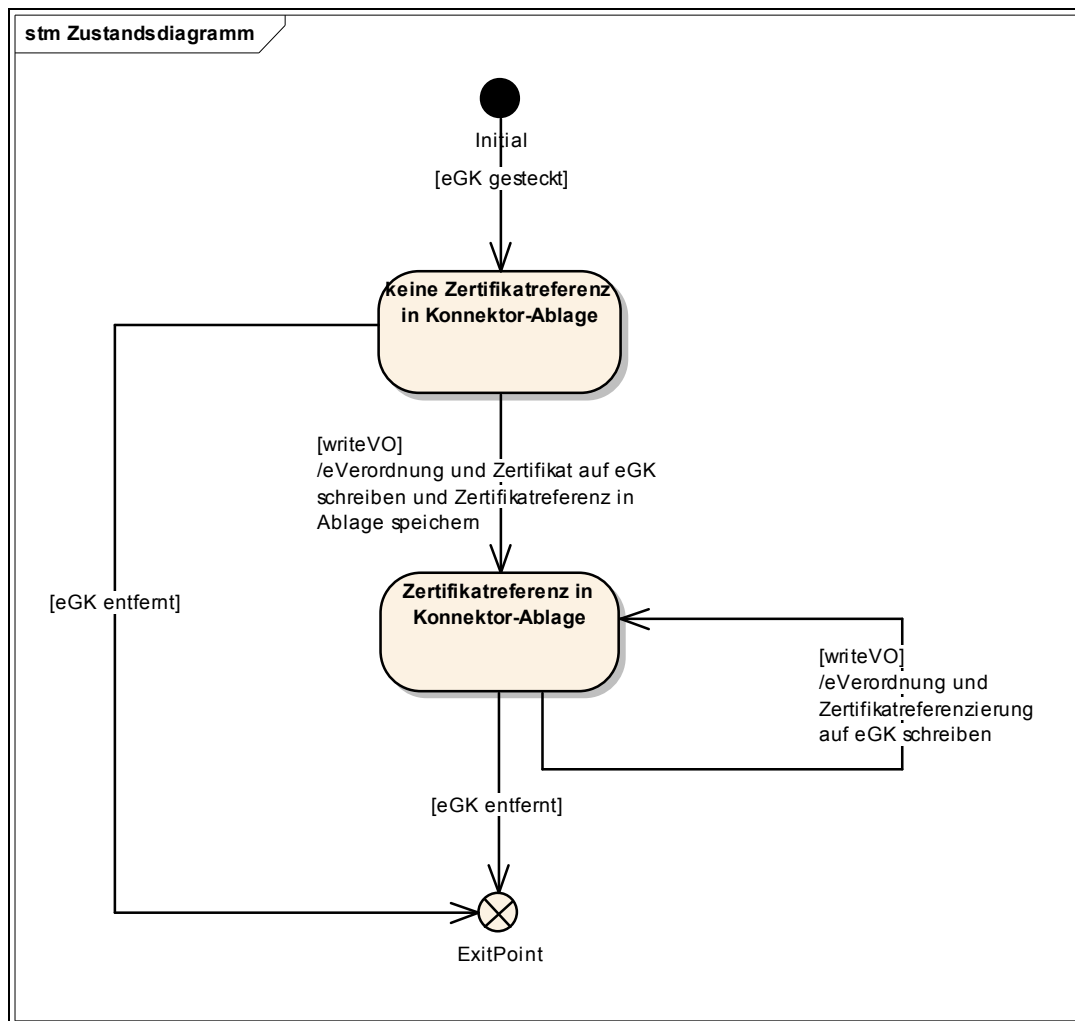 stm Zustandsdiagramm
Initial
[eGK gesteckt]
keine Zertifikatreferenz
in Konnektor-Ablage
[writeVO]
/eVerordnung und Zertifikat auf eGK
schreiben und Zertifikatreferenz in
Ablage speichern
[eGK entfernt]
Zertifikatreferenz in
Konnektor-Ablage
[writeVO]
/eVerordnung und
Zertifikatreferenzierung
auf eGK schreiben
[eGK entfernt]
ExitPoint